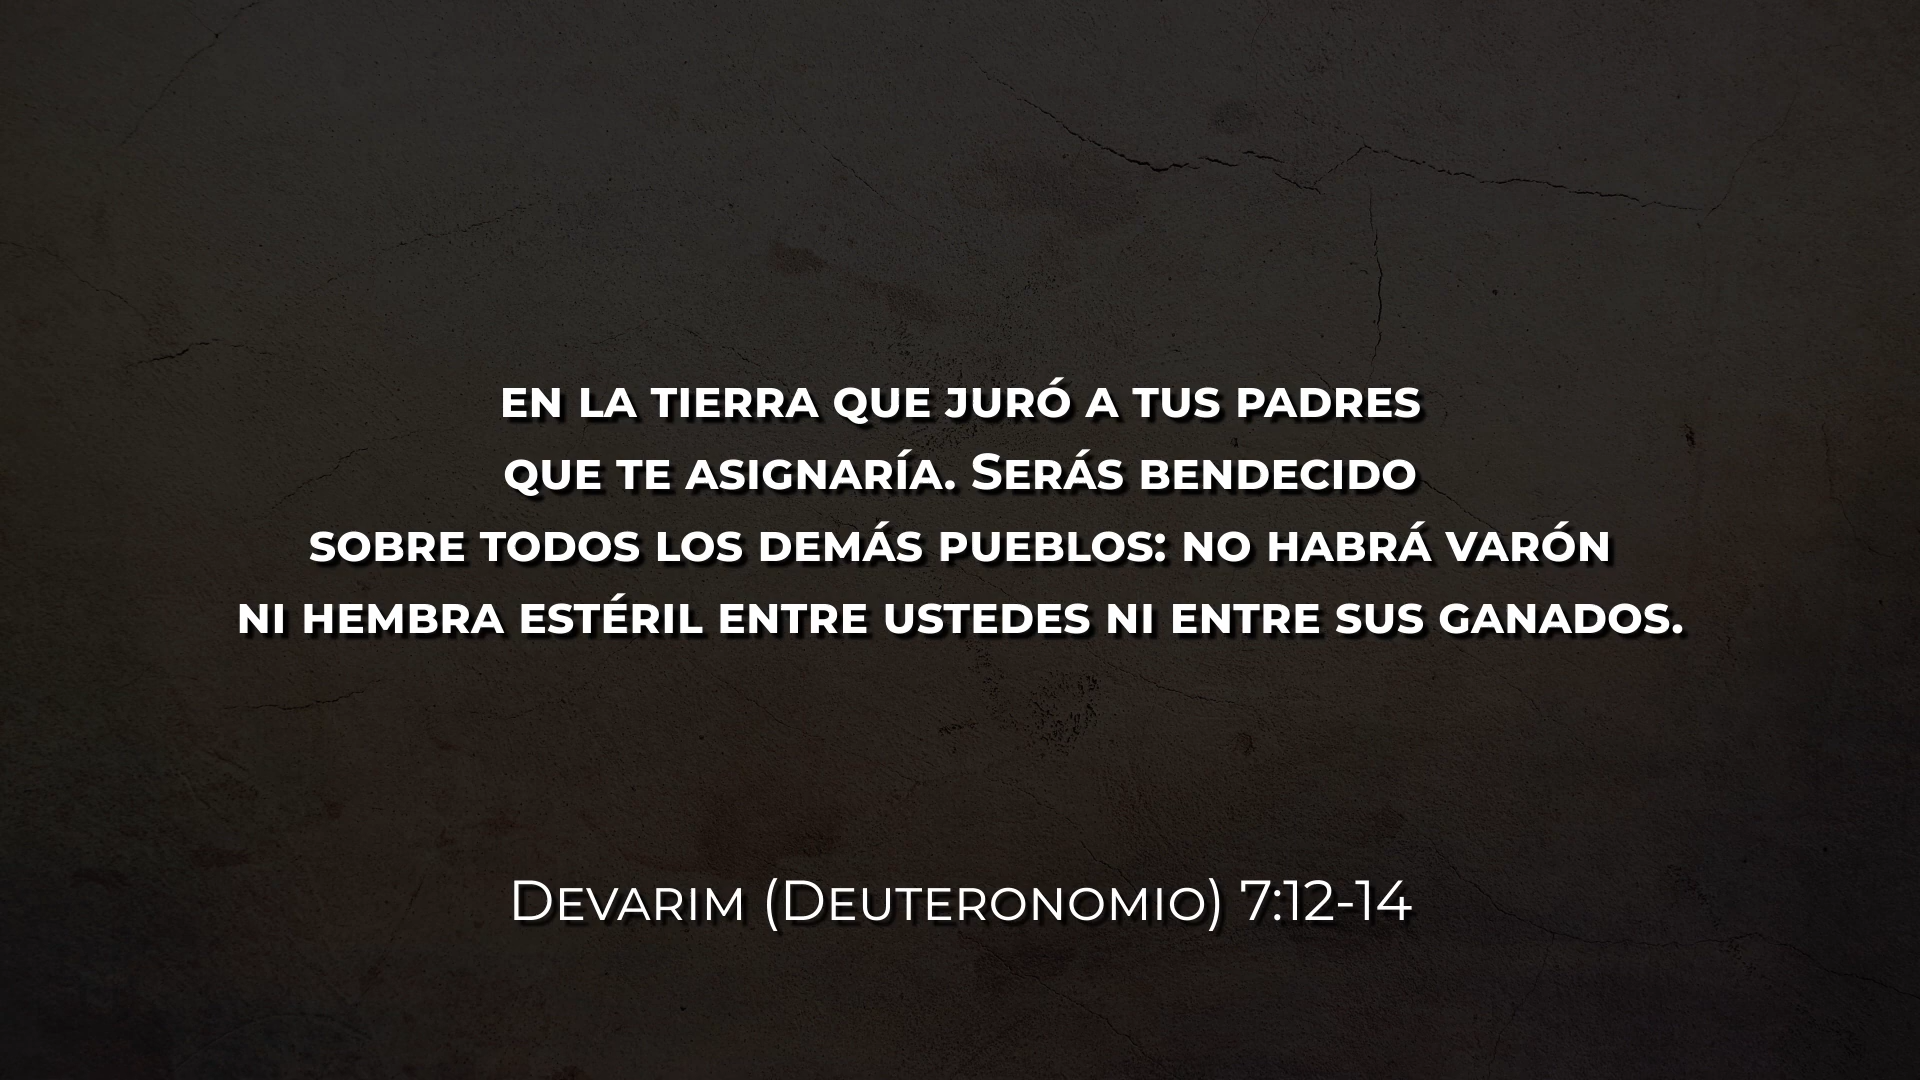 en la tierra que juró a tus padres
que te asignaría. Serás bendecido
sobre todos los demás pueblos: no habrá varón
ni hembra estéril entre ustedes ni entre sus ganados.
Devarim (Deuteronomio) 7:12-14